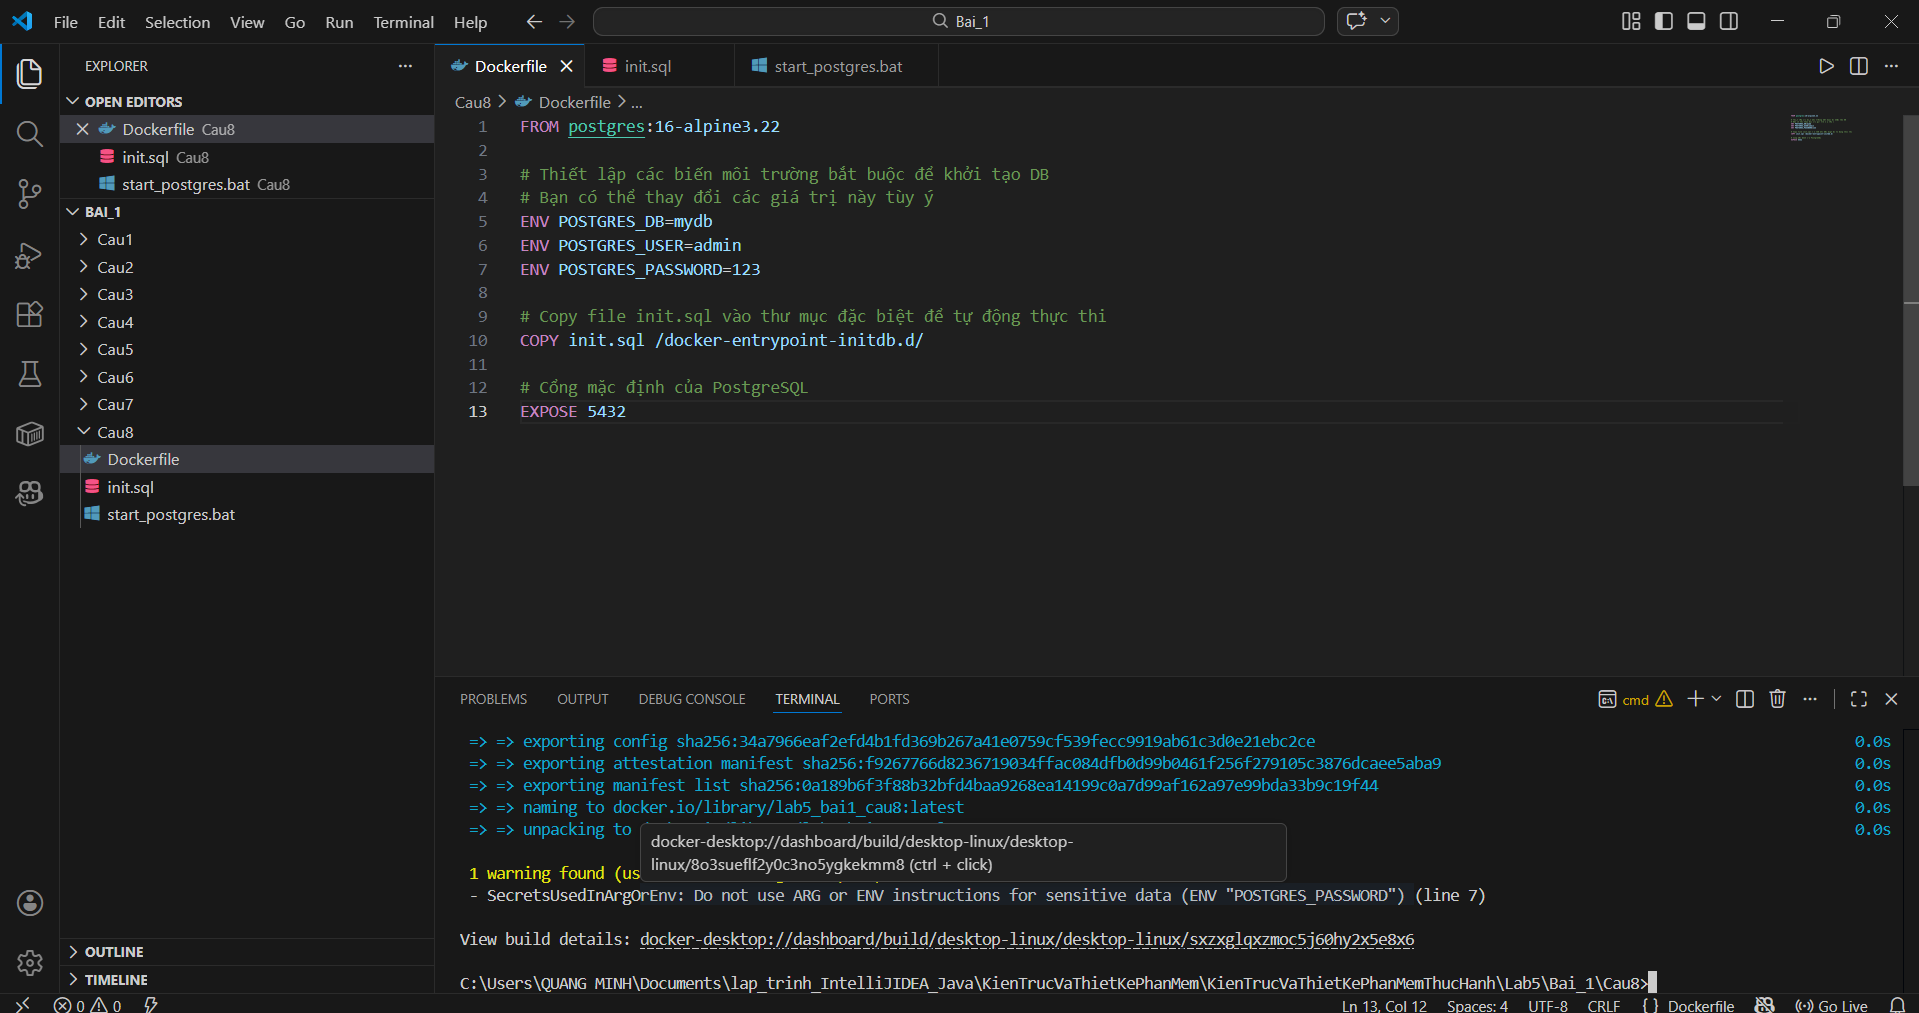 File Edit Selection View Go Run Terminal Help
Bai_1
EXPLORER
OPEN EDITORS
Dockerfile Cau8
init.sql Cau8
start_postgres.bat Cau8
BAI_1
Cau1
Cau2
Cau3
Cau4
Cau5
Cau6
Cau7
Cau8
Dockerfile
init.sql
start_postgres.bat
OUTLINE
TIMELINE
Dockerfile init.sql start_postgres.bat
Cau8 > Dockerfile > ...
1 FROM postgres:16-alpine3.22
2
3 # Thiết lập các biến môi trường bắt buộc để khởi tạo DB
4 # Bạn có thể thay đổi các giá trị này tùy ý
5 ENV POSTGRES_DB=mydb
6 ENV POSTGRES_USER=admin
7 ENV POSTGRES_PASSWORD=123
8
9 # Copy file init.sql vào thư mục đặc biệt để tự động thực thi
10 COPY init.sql /docker-entrypoint-initdb.d/
11
12 # Cổng mặc định của PostgreSQL
13 EXPOSE 5432
PROBLEMS OUTPUT DEBUG CONSOLE TERMINAL PORTS
cmd
=> => exporting config sha256:34a7966eaf2efd4b1fd369b267a41e0759cf539fecc9919ab61c3d0e21ebc2ce 0.0s
=> => exporting attestation manifest sha256:f9267766d8236719034ffac084dfb0d99b0461f256f279105c3876dcaee5aba9 0.0s
=> => exporting manifest list sha256:0a189b6f3f88b32bfd4baa9268ea14199c0a7d99af162a97e99bda33b9c19f44 0.0s
=> => naming to docker.io/library/lab5_bai1_cau8:latest 0.0s
=> => unpacking to 0.0s
docker-desktop://dashboard/build/desktop-linux/desktop-
linux/8o3sueflf2y0c3no5ygkekmm8 (ctrl + click)
1 warning found (us
- SecretsUsedInArgOrEnv: Do not use ARG or ENV instructions for sensitive data (ENV "POSTGRES_PASSWORD") (line 7)
View build details: docker-desktop://dashboard/build/desktop-linux/desktop-linux/sxzxglqxzmoc5j60hy2x5e8x6
C:\Users\QUANG MINH\Documents\lap_trinh_IntelliJIDEA_Java\KienTrucVaThietKePhanMem\KienTrucVaThietKePhanMemThucHanh\Lab5\Bai_1\Cau8>
0 0
Ln 13, Col 12 Spaces: 4 UTF-8 CRLF { } Dockerfile Go Live